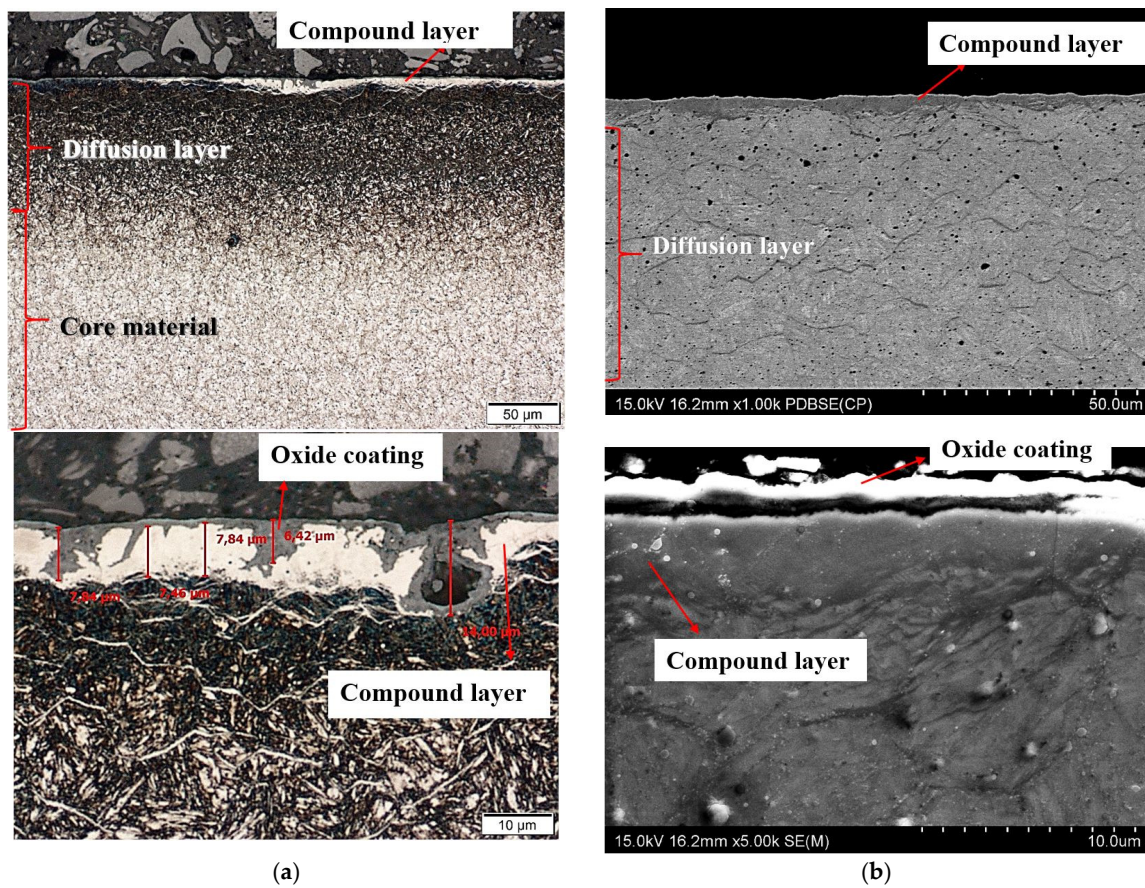 Compound layer
Diffusion layer
Core material
50 µm
Compound layer
Diffusion layer
15.0kV 16.2mm x1.00k PDBSE(CP)
50.0um
Oxide coating
7,84 µm
6,42 µm
7,84 µm
7,46 µm
14,00 µm
Compound layer
10 µm
Oxide coating
Compound layer
15.0kV 16.2mm x5.00k SE(M)
10.0um
(a)
(b)